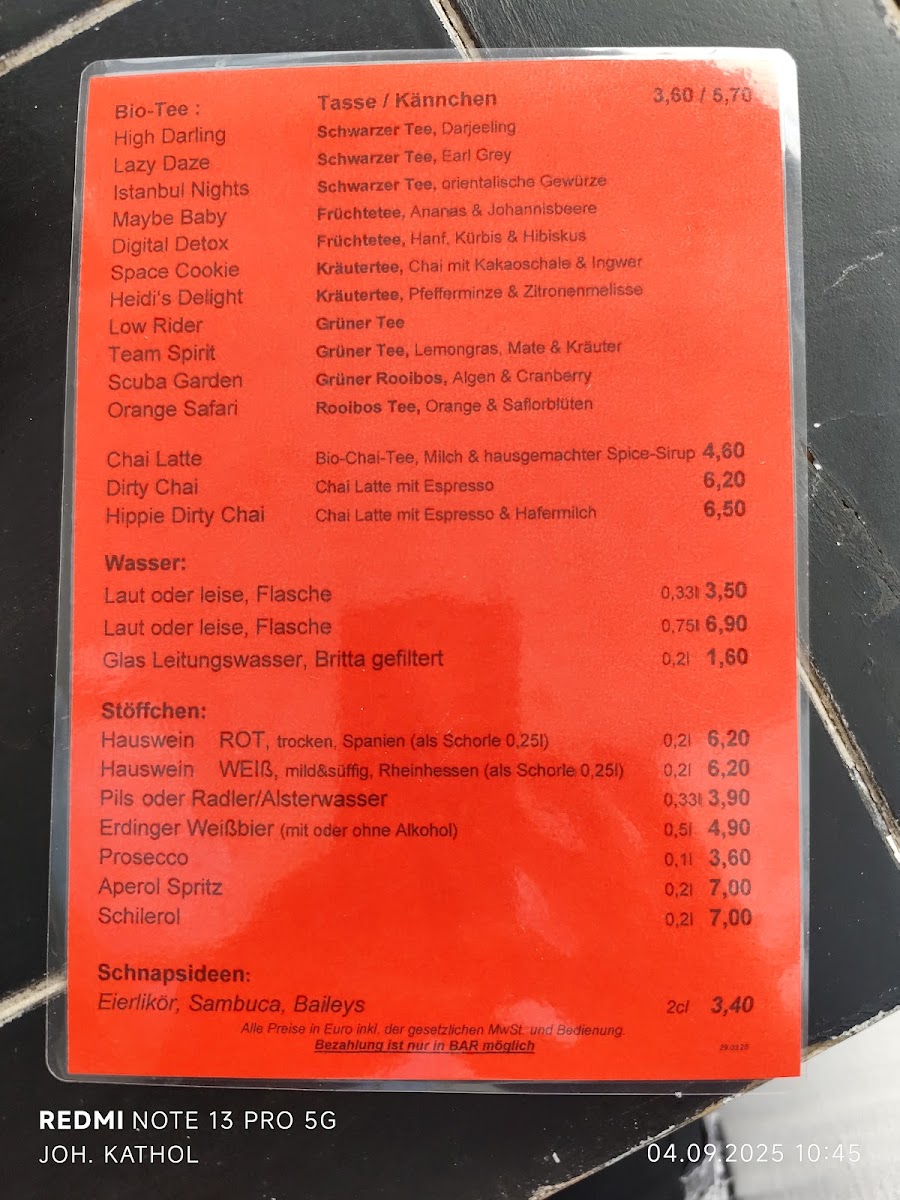 Bio-Tee : Tasse / Kännchen 3,60 / 5,70
High Darling Schwarzer Tee, Darjeeling
Lazy Daze Schwarzer Tee, Earl Grey
Istanbul Nights Schwarzer Tee, orientalische Gewürze
Maybe Baby Früchtetee, Ananas & Johannisbeere
Digital Detox Früchtetee, Hanf, Kürbis & Hibiskus
Space Cookie Kräutertee, Chai mit Kakaoschale & Ingwer
Heidi's Delight Kräutertee, Pfefferminze & Zitronenmelisse
Low Rider Grüner Tee
Team Spirit Grüner Tee, Lemongras, Mate & Kräuter
Scuba Garden Grüner Rooibos, Algen & Cranberry
Orange Safari Rooibos Tee, Orange & Saflorblüten
Chai Latte Bio-Chai-Tee, Milch & hausgemachter Spice-Sirup 4,60
Dirty Chai Chai Latte mit Espresso 6,20
Hippie Dirty Chai Chai Latte mit Espresso & Hafermilch 6,50
Wasser:
Laut oder leise, Flasche 0,33l 3,50
Laut oder leise, Flasche 0,75l 6,90
Glas Leitungswasser, Britta gefiltert 0,2l 1,60
Stöffchen:
Hauswein ROT, trocken, Spanien (als Schorle 0,25l) 0,2l 6,20
Hauswein WEIß, mild&süffig, Rheinhessen (als Schorle 0,25l) 0,2l 6,20
Pils oder Radler/Alsterwasser 0,33l 3,90
Erdinger Weißbier (mit oder ohne Alkohol) 0,5l 4,90
Prosecco 0,1l 3,60
Aperol Spritz 0,2l 7,00
Schilerol 0,2l 7,00
Schnapsideen:
Eierlikör, Sambuca, Baileys 2cl 3,40
Alle Preise in Euro inkl. der gesetzlichen MwSt. und Bedienung.
Bezahlung ist nur in BAR möglich
REDMI NOTE 13 PRO 5G
JOH. KATHOL 04.09.2025 10:45